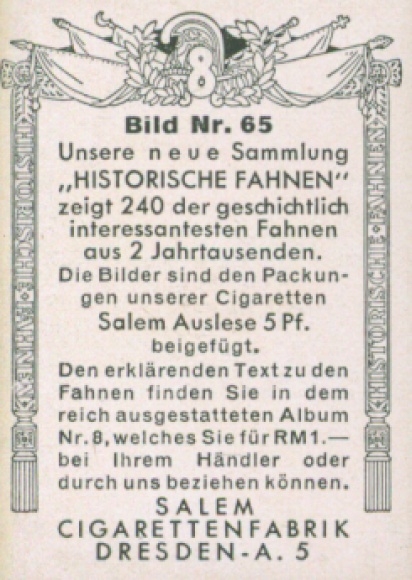 8
Bild Nr. 65
Unsere neue Sammlung
„HISTORISCHE FAHNEN"
zeigt 240 der geschichtlich
interessantesten Fahnen
aus 2 Jahrtausenden.
Die Bilder sind den Packun-
gen unserer Cigaretten
Salem Auslese 5 Pf.
beigefügt.
Den erklärenden Text zu den
Fahnen finden Sie in dem
reich ausgestatteten Album
Nr. 8, welches Sie für RM1.—
bei Ihrem Händler oder
durch uns beziehen können.
SALEM
CIGARETTENFABRIK
DRESDEN-A. 5
HISTORISCHE·FAHNEN
HISTORISCHE·FAHNEN